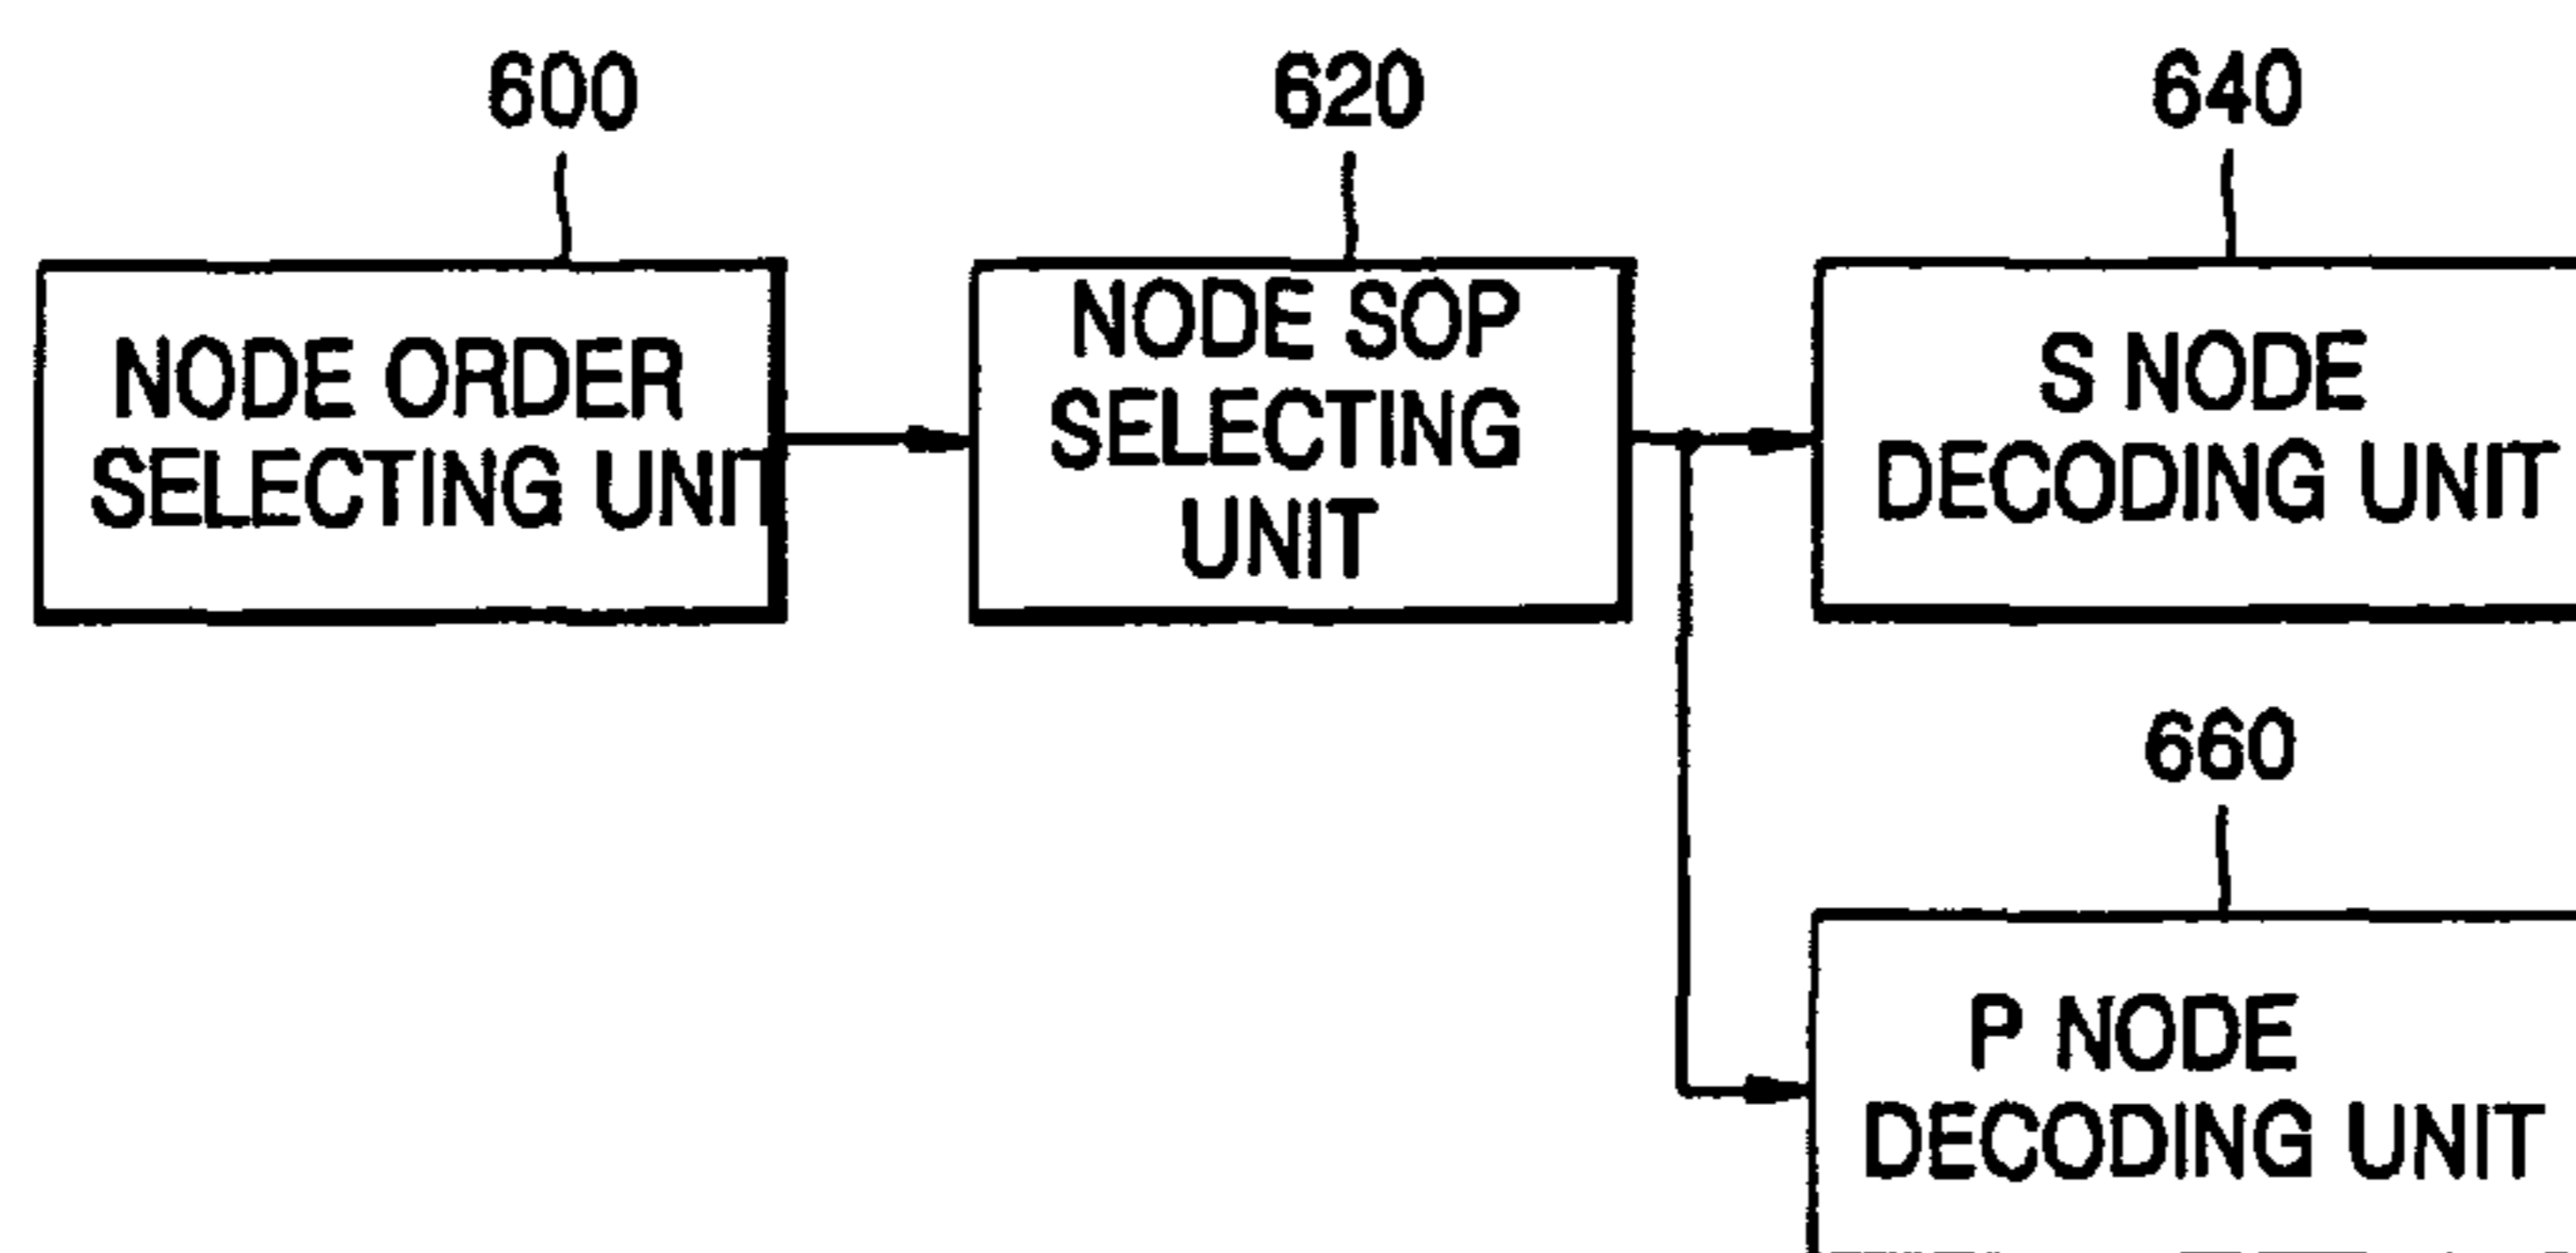 600
620
640
NODE ORDER
SELECTING UNIT
NODE SOP
SELECTING
UNIT
S NODE
DECODING UNIT
660
P NODE
DECODING UNIT